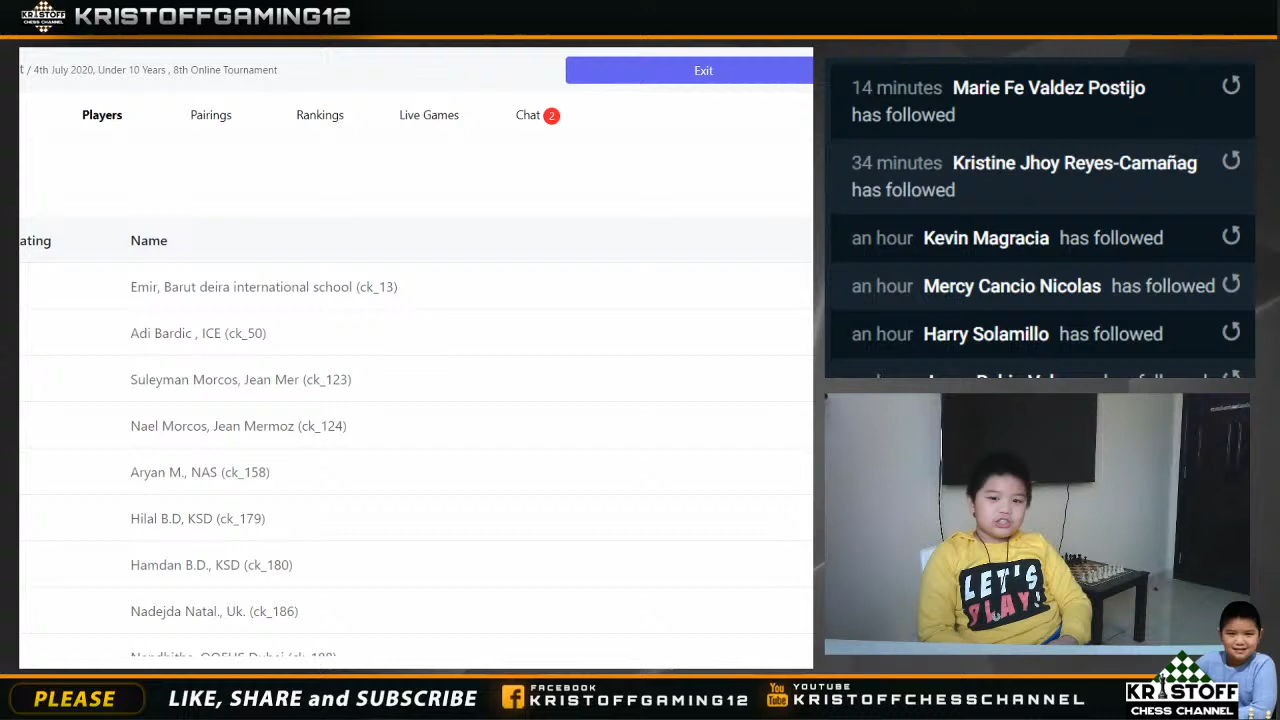 KRISTOFF
CHESS CHANNEL
KRISTOFFGAMING12
/ 4th July 2020, Under 10 Years , 8th Online Tournament
Exit
Players
Pairings
Rankings
Live Games
Chat 2
ating
Name
Emir, Barut deira international school (ck_13)
Adi Bardic , ICE (ck_50)
Suleyman Morcos, Jean Mer (ck_123)
Nael Morcos, Jean Mermoz (ck_124)
Aryan M., NAS (ck_158)
Hilal B.D, KSD (ck_179)
Hamdan B.D., KSD (ck_180)
Nadejda Natal., Uk. (ck_186)
14 minutes Marie Fe Valdez Postijo
has followed
34 minutes Kristine Jhoy Reyes-Camañag
has followed
an hour Kevin Magracia has followed
an hour Mercy Cancio Nicolas has followed
an hour Harry Solamillo has followed
LET'S
PLAY!
PLEASE
LIKE, SHARE and SUBSCRIBE
FACEBOOK
KRISTOFFGAMING12
You
Tube
YOUTUBE
KRISTOFFCHESSCHANNEL
KRISTOFF
CHESS CHANNEL